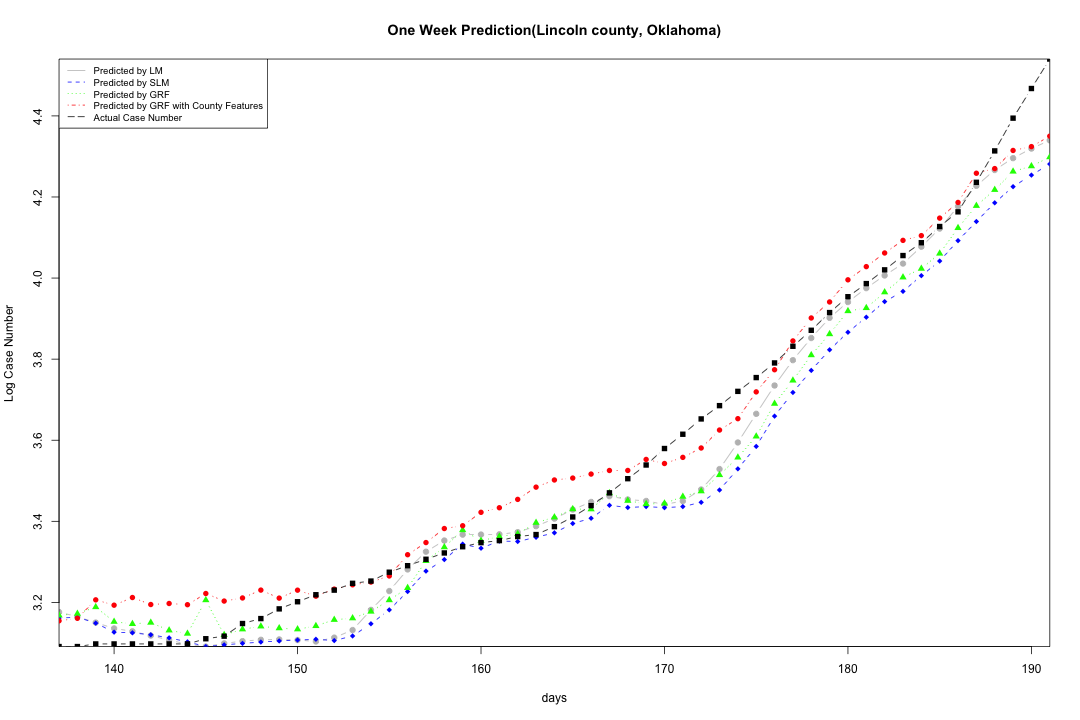 One Week Prediction(Lincoln county, Oklahoma)
Predicted by LM
Predicted by SLM
Predicted by GRF
Predicted by GRF with County Features
Actual Case Number
4.4
4.2
4.0
3.8
3.6
3.4
3.2
Log Case Number
140 150 160 170 180 190
days